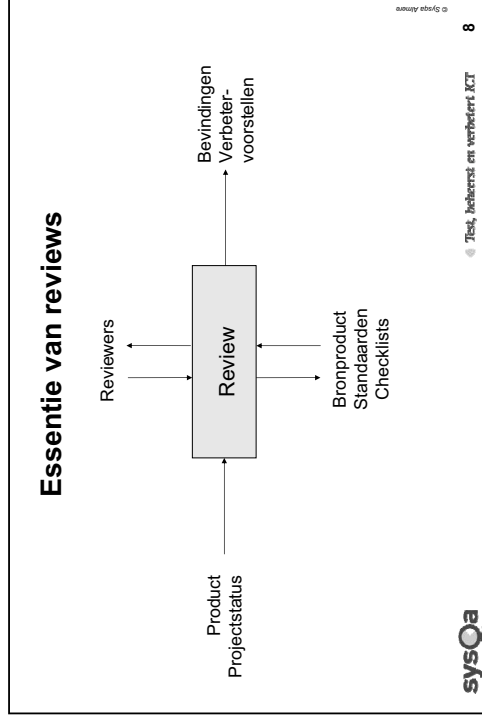 Essentie van reviews
Reviewers
Product
Projectstatus
Review
Bevindingen
Verbeter-
voorstellen
Bronproduct
Standaarden
Checklists
sysQa
Test, beheerst en verbetert ICT
8
© Sysqa Almere